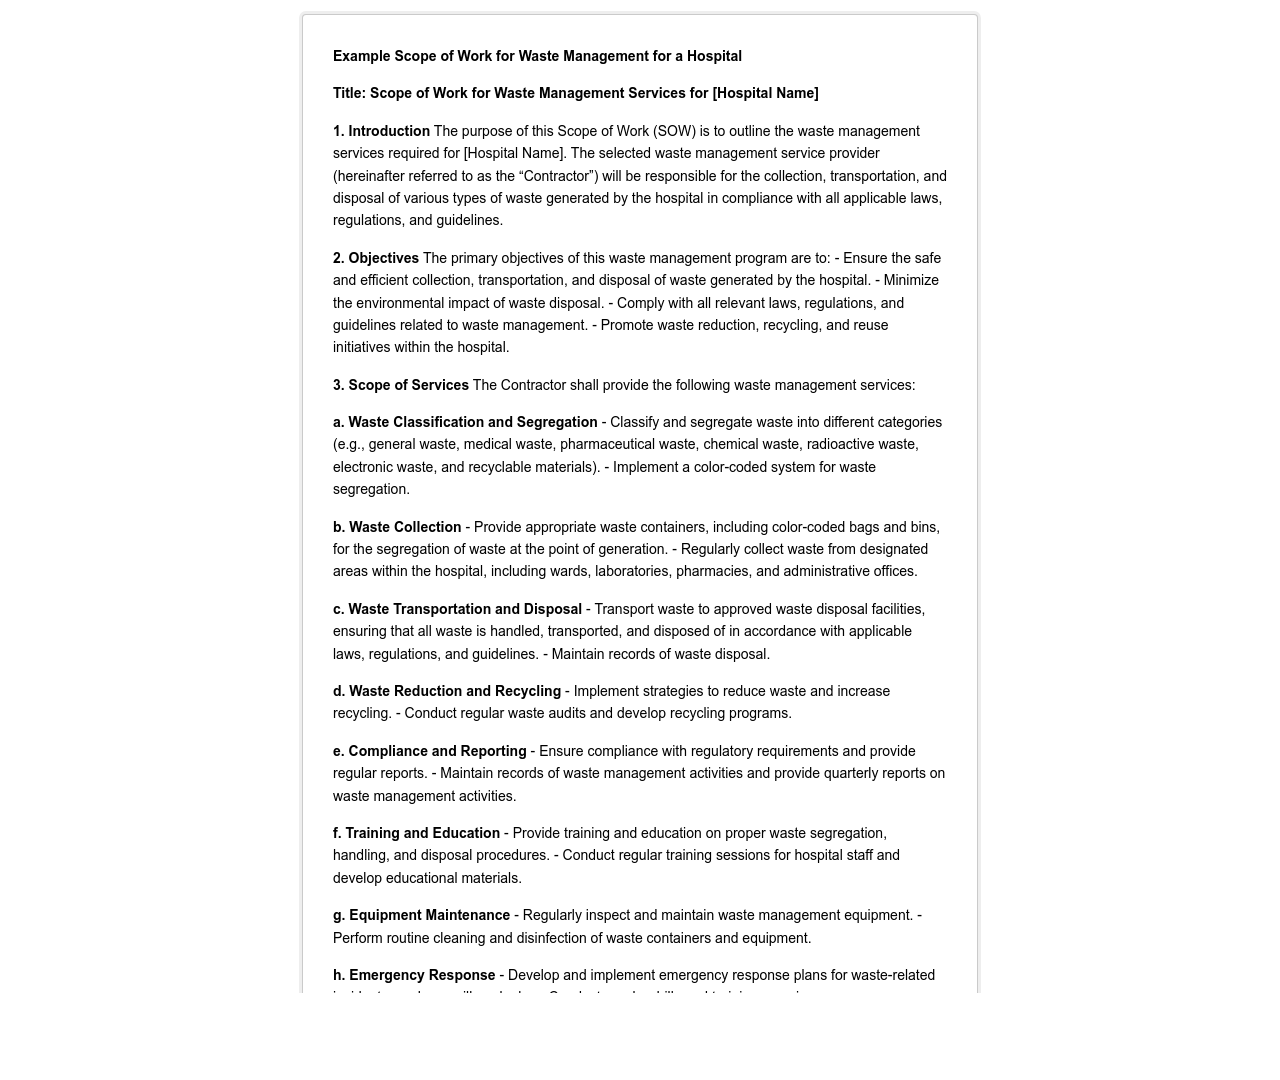 Example Scope of Work for Waste Management for a Hospital
Title: Scope of Work for Waste Management Services for [Hospital Name]
1. Introduction The purpose of this Scope of Work (SOW) is to outline the waste management
services required for [Hospital Name]. The selected waste management service provider
(hereinafter referred to as the “Contractor”) will be responsible for the collection, transportation, and
disposal of various types of waste generated by the hospital in compliance with all applicable laws,
regulations, and guidelines.
2. Objectives The primary objectives of this waste management program are to: - Ensure the safe
and efficient collection, transportation, and disposal of waste generated by the hospital. - Minimize
the environmental impact of waste disposal. - Comply with all relevant laws, regulations, and
guidelines related to waste management. - Promote waste reduction, recycling, and reuse
initiatives within the hospital.
3. Scope of Services The Contractor shall provide the following waste management services:
a. Waste Classification and Segregation - Classify and segregate waste into different categories
(e.g., general waste, medical waste, pharmaceutical waste, chemical waste, radioactive waste,
electronic waste, and recyclable materials). - Implement a color-coded system for waste
segregation.
b. Waste Collection - Provide appropriate waste containers, including color-coded bags and bins,
for the segregation of waste at the point of generation. - Regularly collect waste from designated
areas within the hospital, including wards, laboratories, pharmacies, and administrative offices.
c. Waste Transportation and Disposal - Transport waste to approved waste disposal facilities,
ensuring that all waste is handled, transported, and disposed of in accordance with applicable
laws, regulations, and guidelines. - Maintain records of waste disposal.
d. Waste Reduction and Recycling - Implement strategies to reduce waste and increase
recycling. - Conduct regular waste audits and develop recycling programs.
e. Compliance and Reporting - Ensure compliance with regulatory requirements and provide
regular reports. - Maintain records of waste management activities and provide quarterly reports on
waste management activities.
f. Training and Education - Provide training and education on proper waste segregation,
handling, and disposal procedures. - Conduct regular training sessions for hospital staff and
develop educational materials.
g. Equipment Maintenance - Regularly inspect and maintain waste management equipment. -
Perform routine cleaning and disinfection of waste containers and equipment.
h. Emergency Response - Develop and implement emergency response plans for waste-related